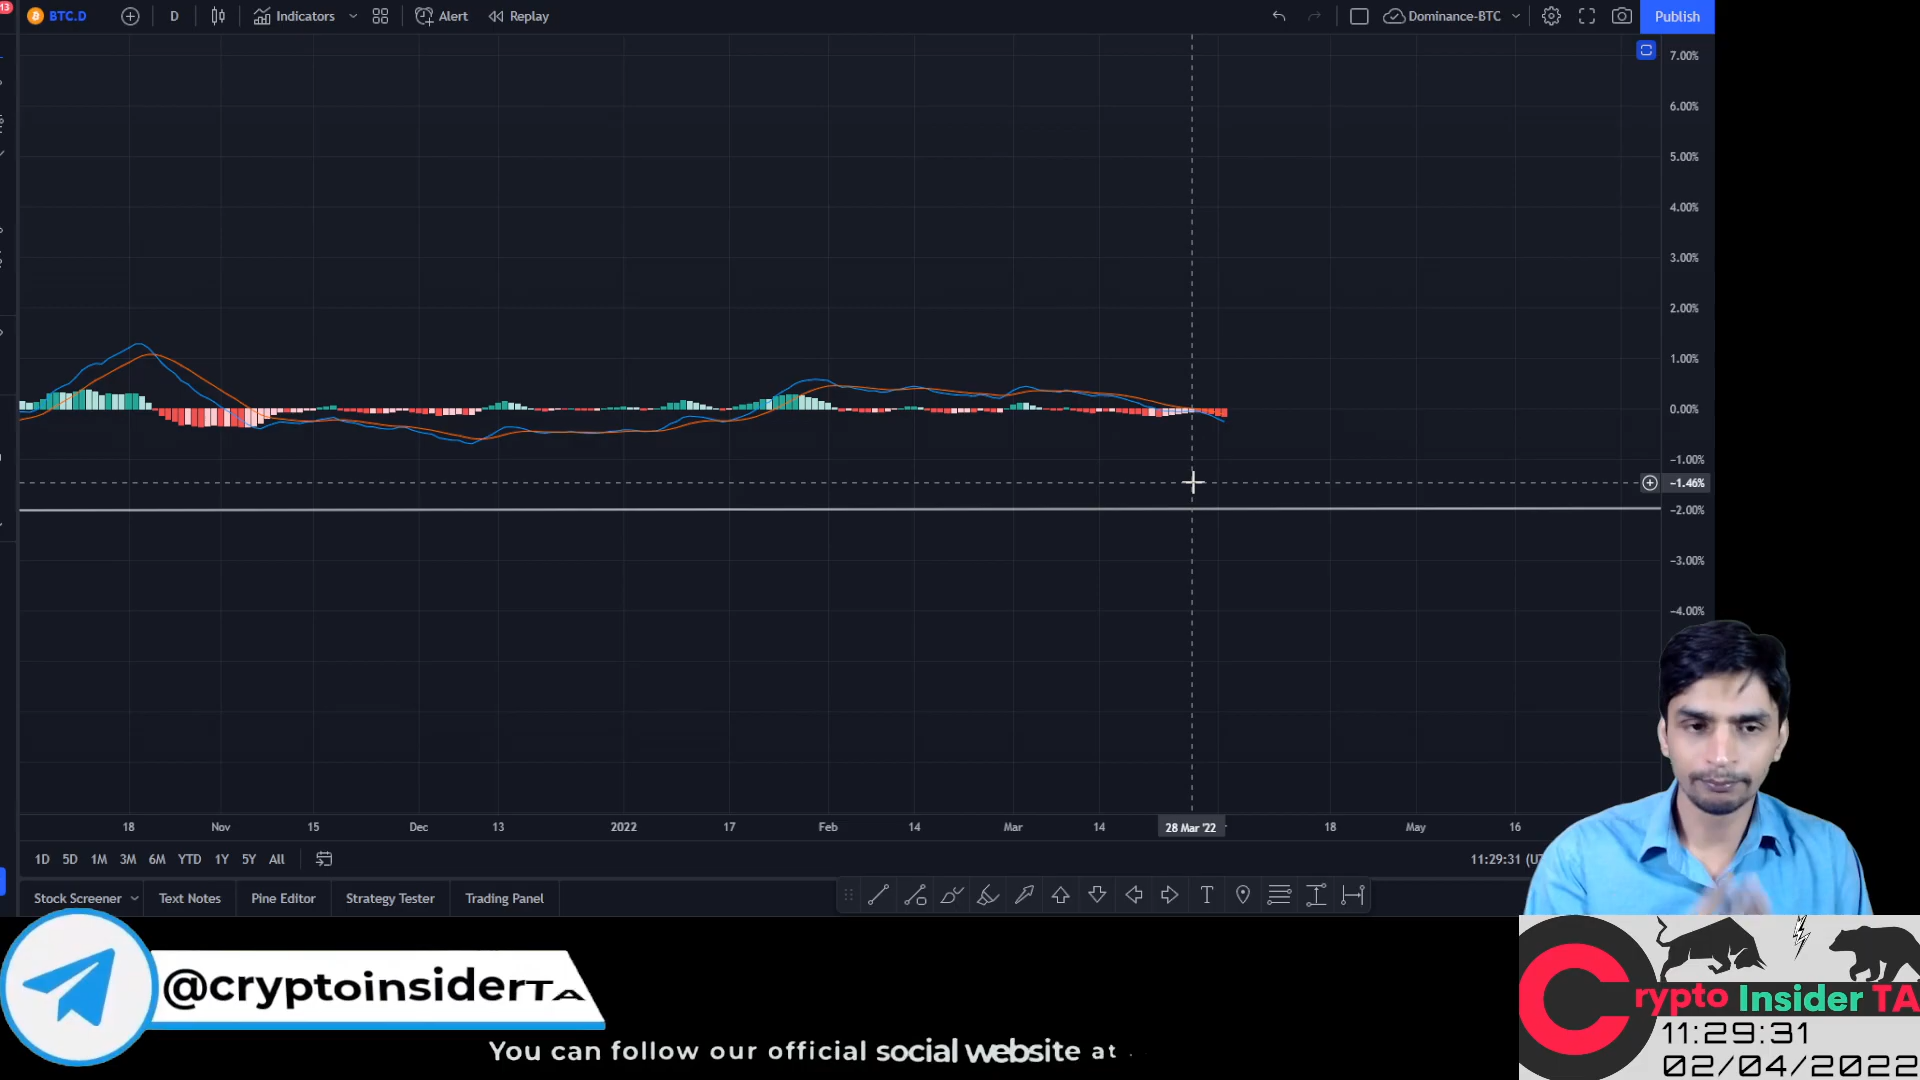 13
BTC.D D Indicators Alert Replay Dominance-BTC Publish
7.00%
6.00%
5.00%
4.00%
3.00%
2.00%
1.00%
0.00%
−1.00%
−1.46%
−2.00%
−3.00%
−4.00%
18 Nov 15 Dec 13 2022 17 Feb 14 Mar 14 28 Mar '22 18 May 16
1D 5D 1M 3M 6M YTD 1Y 5Y All 11:29:31
Stock Screener Text Notes Pine Editor Strategy Tester Trading Panel
T
@cryptoinsiderTA
Crypto Insider TA
11:29:31
02/04/2022
You can follow our official social website at .